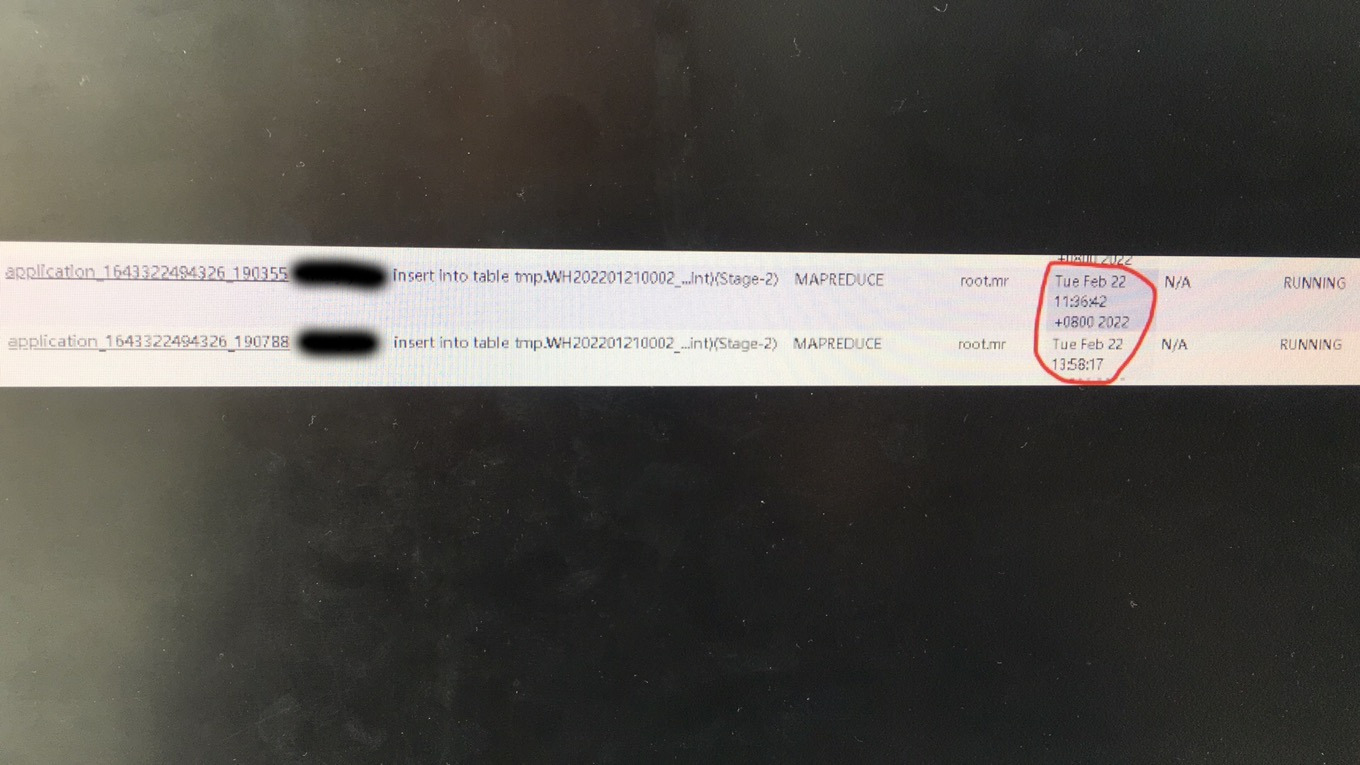 +0800 2022
application_1643322494326_190355 insert into table tmp.WH202201210002_...int)(Stage-2) MAPREDUCE root.mr Tue Feb 22 N/A RUNNING
11:36:42
+0800 2022
application_1643322494326_190788 insert into table tmp.WH202201210002_...int)(Stage-2) MAPREDUCE root.mr Tue Feb 22 N/A RUNNING
13:58:17